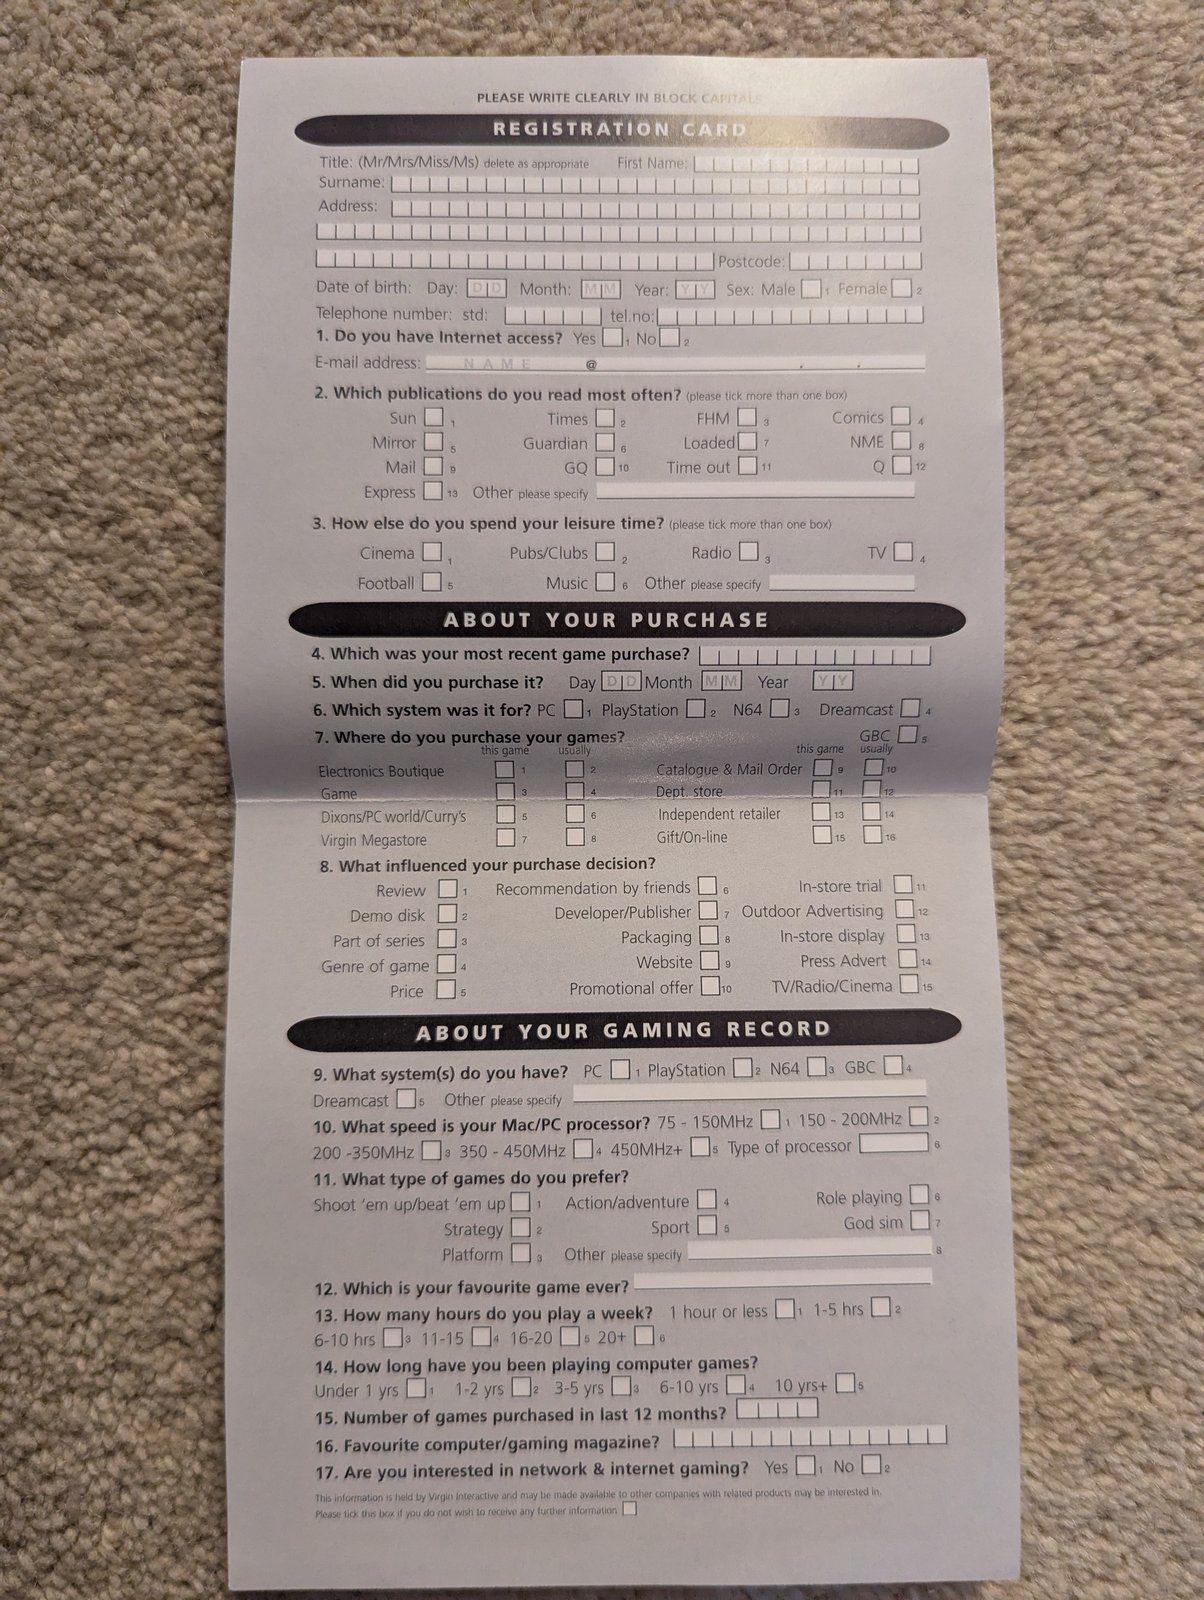 PLEASE WRITE CLEARLY IN BLOCK CAPITALS
REGISTRATION CARD
Title: (Mr/Mrs/Miss/Ms) delete as appropriate First Name:
Surname:
Address:
Postcode:
Date of birth: Day: DD Month: MM Year: YY Sex: Male 1 Female 2
Telephone number: std: tel.no:
1. Do you have Internet access? Yes 1 No 2
E-mail address: NAME @ . .
2. Which publications do you read most often? (please tick more than one box)
Sun 1 Times 2 FHM 3 Comics 4
Mirror 5 Guardian 6 Loaded 7 NME 8
Mail 9 GQ 10 Time out 11 Q 12
Express 13 Other please specify
3. How else do you spend your leisure time? (please tick more than one box)
Cinema 1 Pubs/Clubs 2 Radio 3 TV 4
Football 5 Music 6 Other please specify
ABOUT YOUR PURCHASE
4. Which was your most recent game purchase?
5. When did you purchase it? Day DD Month MM Year YY
6. Which system was it for? PC 1 PlayStation 2 N64 3 Dreamcast 4
7. Where do you purchase your games? GBC 5
this game usually this game usually
Electronics Boutique 1 2 Catalogue & Mail Order 9 10
Game 3 4 Dept. store 11 12
Dixons/PC world/Curry's 5 6 Independent retailer 13 14
Virgin Megastore 7 8 Gift/On-line 15 16
8. What influenced your purchase decision?
Review 1 Recommendation by friends 6 In-store trial 11
Demo disk 2 Developer/Publisher 7 Outdoor Advertising 12
Part of series 3 Packaging 8 In-store display 13
Genre of game 4 Website 9 Press Advert 14
Price 5 Promotional offer 10 TV/Radio/Cinema 15
ABOUT YOUR GAMING RECORD
9. What system(s) do you have? PC 1 PlayStation 2 N64 3 GBC 4
Dreamcast 5 Other please specify
10. What speed is your Mac/PC processor? 75 - 150MHz 1 150 - 200MHz 2
200 -350MHz 3 350 - 450MHz 4 450MHz+ 5 Type of processor 6
11. What type of games do you prefer?
Shoot 'em up/beat 'em up 1 Action/adventure 4 Role playing 6
Strategy 2 Sport 5 God sim 7
Platform 3 Other please specify 8
12. Which is your favourite game ever?
13. How many hours do you play a week? 1 hour or less 1 1-5 hrs 2
6-10 hrs 3 11-15 4 16-20 5 20+ 6
14. How long have you been playing computer games?
Under 1 yrs 1 1-2 yrs 2 3-5 yrs 3 6-10 yrs 4 10 yrs+ 5
15. Number of games purchased in last 12 months?
16. Favourite computer/gaming magazine?
17. Are you interested in network & internet gaming? Yes 1 No 2
This information is held by Virgin Interactive and may be made available to other companies with related products may be interested in.
Please tick this box if you do not wish to receive any further information